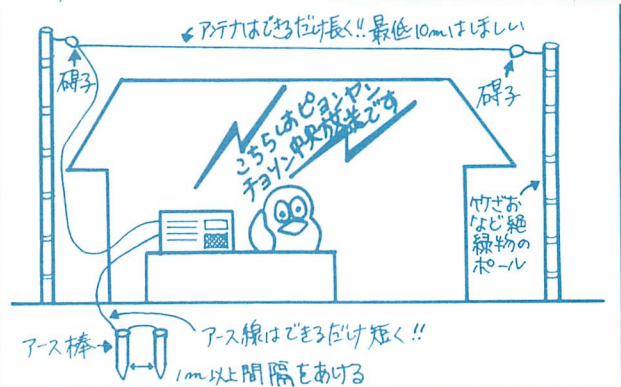 アンテナはできるだけ長く!!最低10mはほしい
碍子
碍子
こちらはピョンヤン
チョソン中央放送です
竹ざお
など絶
縁物の
ポール
アース線はできるだけ短く!!
アース棒
1m以上間隔をあける